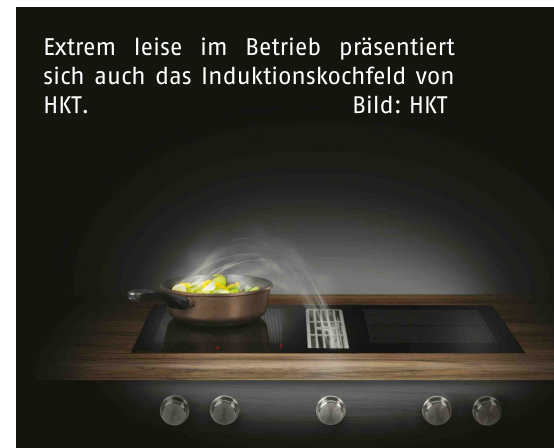 Extrem leise im Betrieb präsentiert
sich auch das Induktionskochfeld von
HKT. Bild: HKT